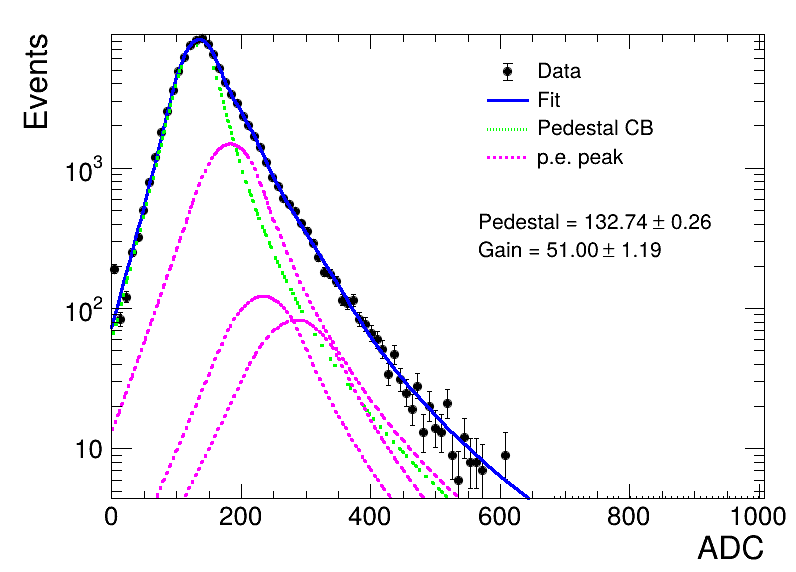 Events
Data
Fit
Pedestal CB
p.e. peak
Pedestal = 132.74 ± 0.26
Gain = 51.00 ± 1.19
10³
10²
10
0 200 400 600 800 1000
ADC